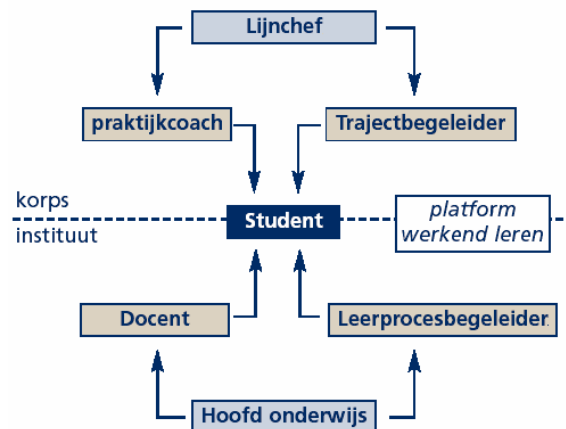 Lijnchef
praktijkcoach
Trajectbegeleider
korps
Student
platform
werkend leren
instituut
Docent
Leerprocesbegeleider.
Hoofd onderwijs